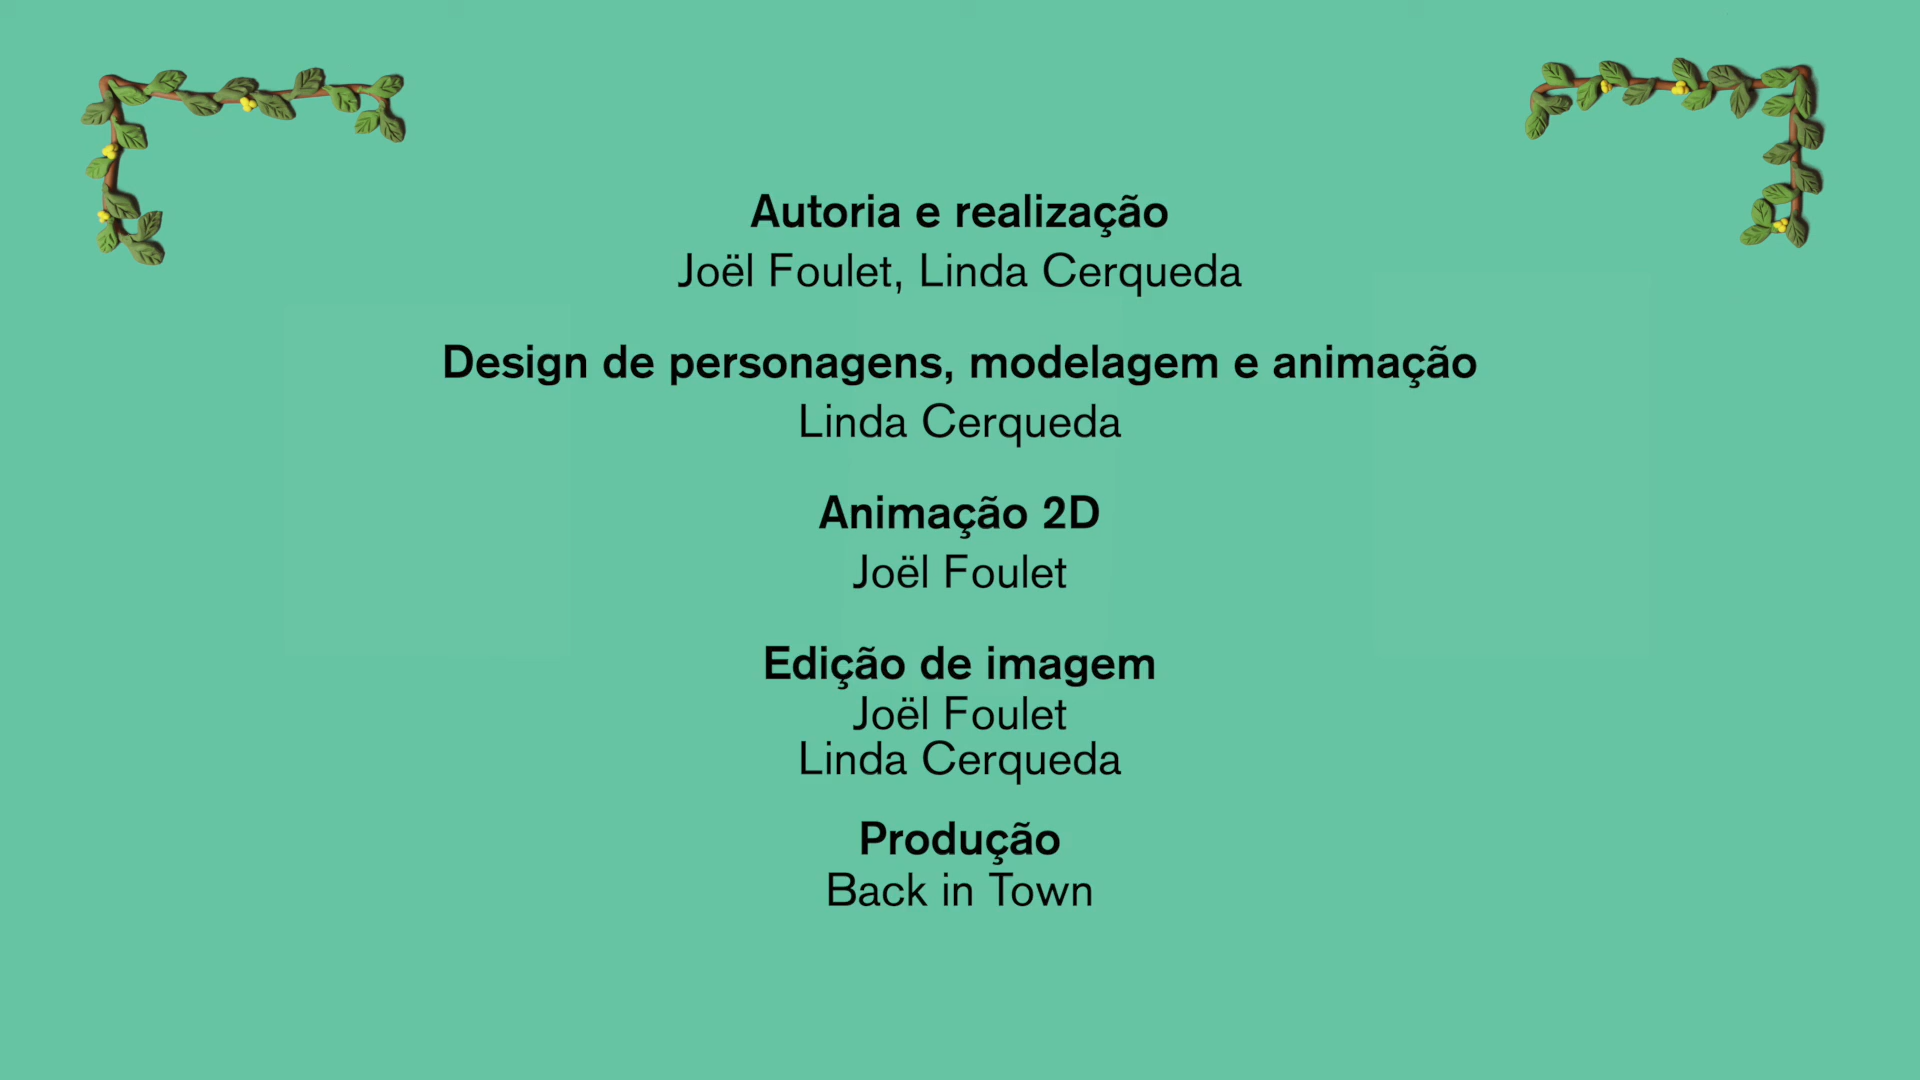 Autoria e realização
Joël Foulet, Linda Cerqueda
Design de personagens, modelagem e animação
Linda Cerqueda
Animação 2D
Joël Foulet
Edição de imagem
Joël Foulet
Linda Cerqueda
Produção
Back in Town